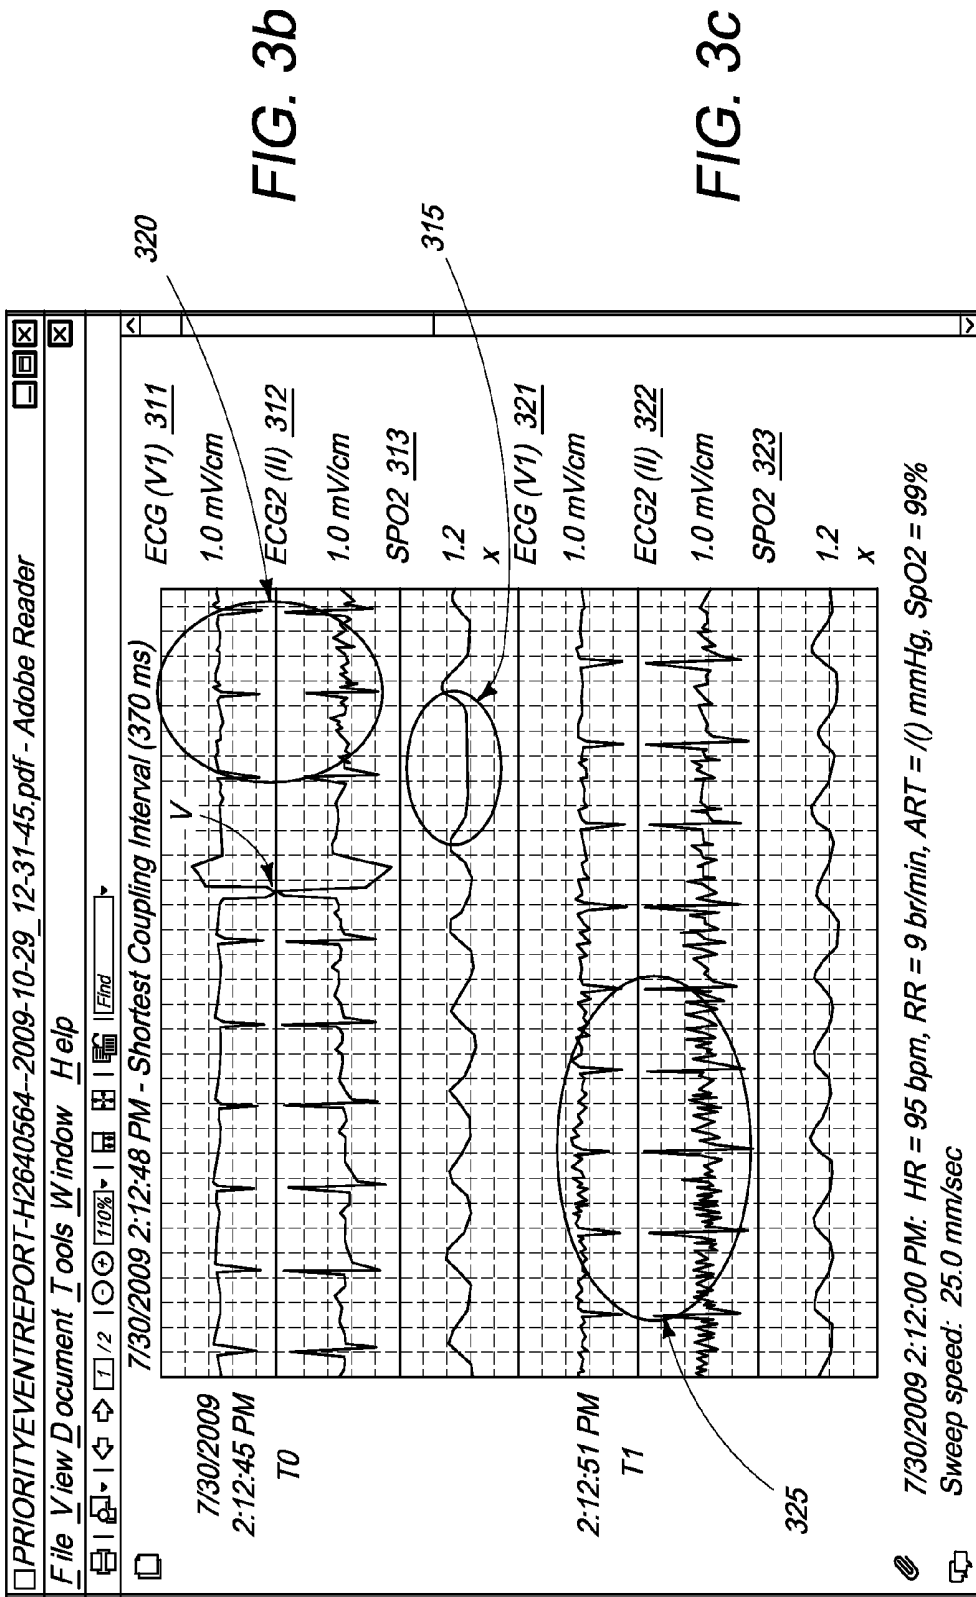 PRIORITYEVENTREPORT-H2640564--2009-10-29_12-31-45.pdf - Adobe Reader
File View Document Tools Window Help
1 /2 110% Find
7/30/2009 2:12:48 PM - Shortest Coupling Interval (370 ms)
7/30/2009
2:12:45 PM
T0
V
ECG (V1) 311
1.0 mV/cm
ECG2 (II) 312
1.0 mV/cm
SPO2 313
1.2
x
320
315
FIG. 3b
2:12:51 PM
T1
325
ECG (V1) 321
1.0 mV/cm
ECG2 (II) 322
1.0 mV/cm
SPO2 323
1.2
x
FIG. 3c
7/30/2009 2:12:00 PM: HR = 95 bpm, RR = 9 br/min, ART = /() mmHg, SpO2 = 99%
Sweep speed: 25.0 mm/sec